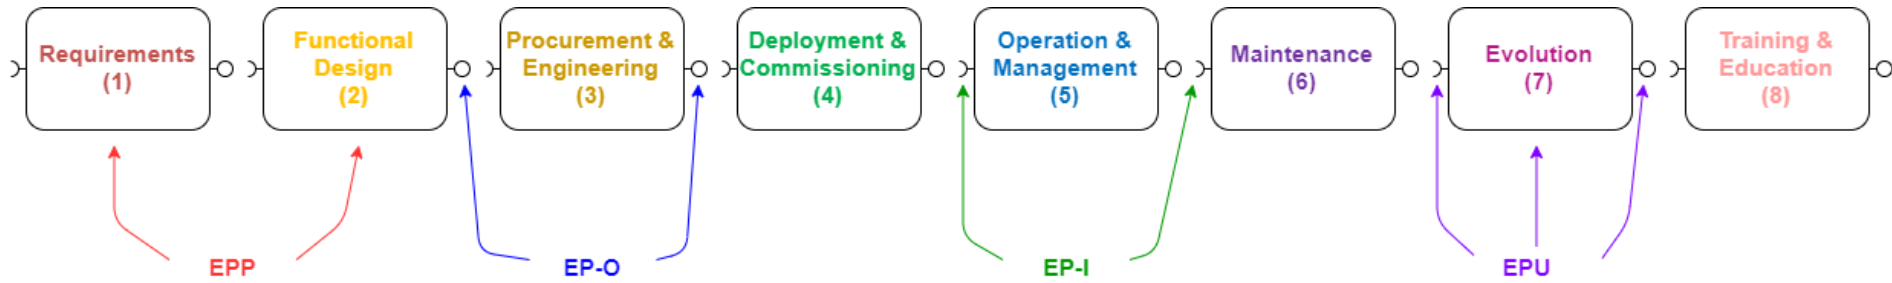 Requirements
(1)
Functional
Design
(2)
Procurement &
Engineering
(3)
Deployment &
Commissioning
(4)
Operation &
Management
(5)
Maintenance
(6)
Evolution
(7)
Training &
Education
(8)
EPP
EP-O
EP-I
EPU